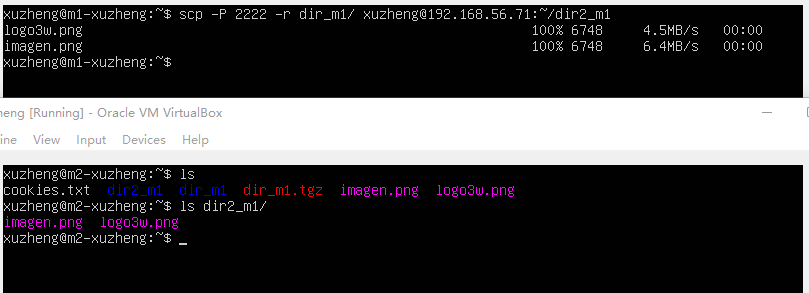 xuzheng@m1-xuzheng:~$ scp -P 2222 -r dir_m1/ xuzheng@192.168.56.71:~/dir2_m1
logo3w.png 100% 6748 4.5MB/s 00:00
imagen.png 100% 6748 6.4MB/s 00:00
xuzheng@m1-xuzheng:~$
heng [Running] - Oracle VM VirtualBox
ine View Input Devices Help
xuzheng@m2-xuzheng:~$ ls
cookies.txt dir2_m1 dir_m1 dir_m1.tgz imagen.png logo3w.png
xuzheng@m2-xuzheng:~$ ls dir2_m1/
imagen.png logo3w.png
xuzheng@m2-xuzheng:~$ _